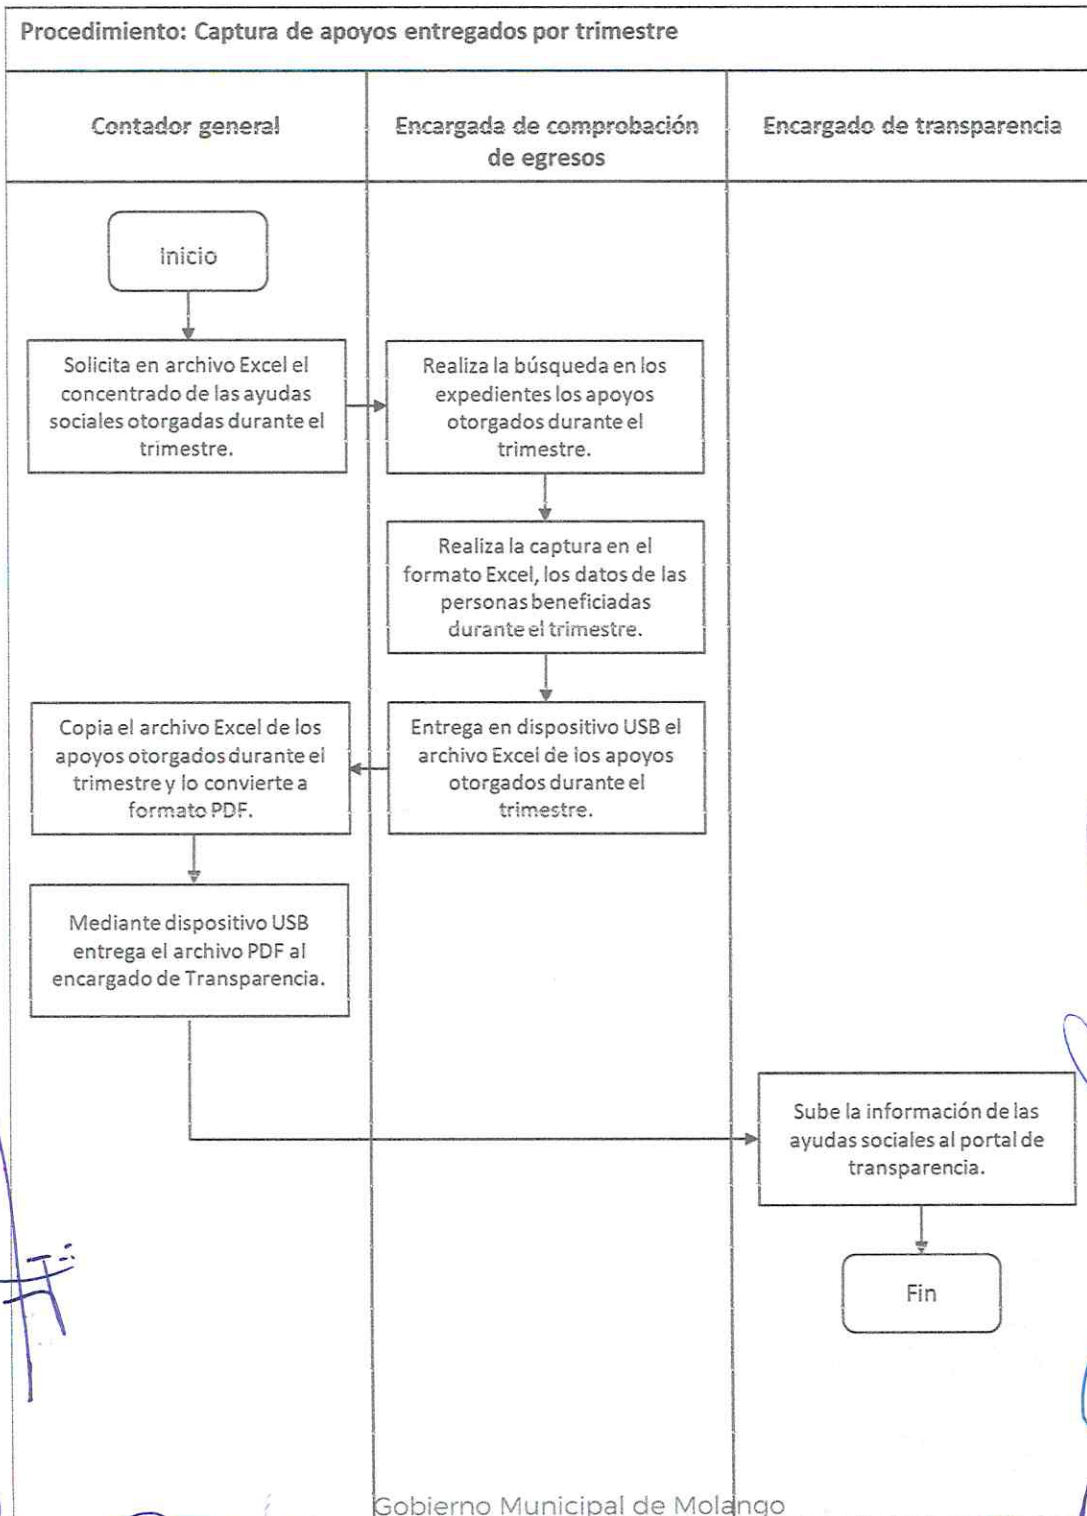 Procedimiento: Captura de apoyos entregados por trimestre
Contador general
Encargada de comprobación
de egresos
Encargado de transparencia
Inicio
Solicita en archivo Excel el
concentrado de las ayudas
sociales otorgadas durante el
trimestre.
Realiza la búsqueda en los
expedientes los apoyos
otorgados durante el
trimestre.
Realiza la captura en el
formato Excel, los datos de las
personas beneficiadas
durante el trimestre.
Entrega en dispositivo USB el
archivo Excel de los apoyos
otorgados durante el
trimestre.
Copia el archivo Excel de los
apoyos otorgados durante el
trimestre y lo convierte a
formato PDF.
Mediante dispositivo USB
entrega el archivo PDF al
encargado de Transparencia.
Sube la información de las
ayudas sociales al portal de
transparencia.
Fin
Gobierno Municipal de Molango